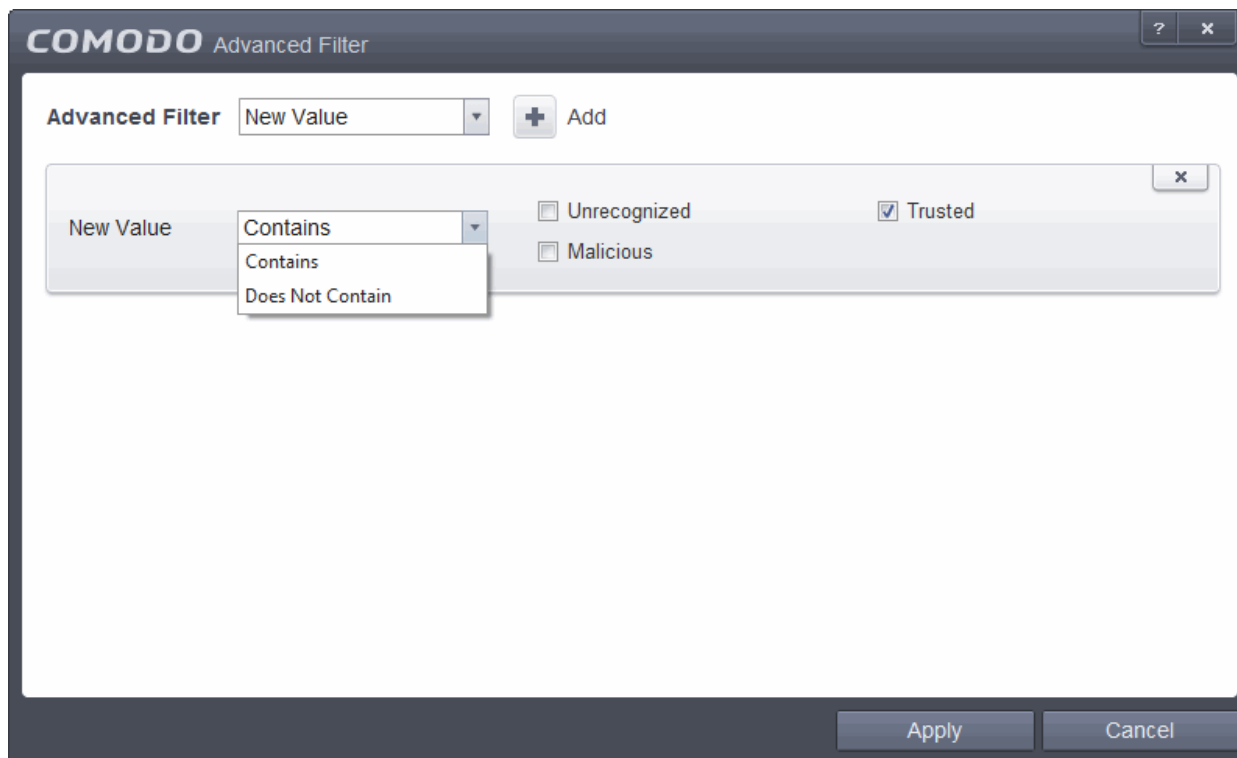 COMODO Advanced Filter ? x
Advanced Filter New Value + Add
x
New Value Contains Unrecognized Trusted
Contains Malicious
Does Not Contain
Apply Cancel